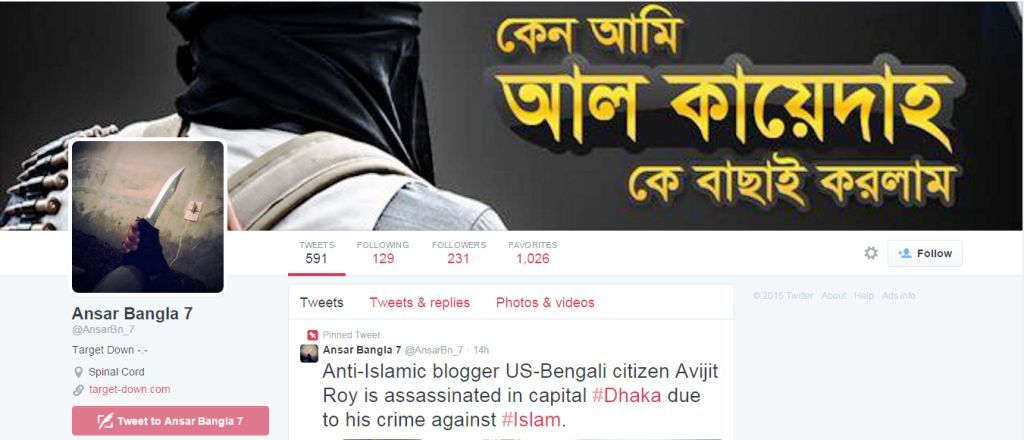 কেন আমি
আল কায়েদাহ
কে বাছাই করলাম
TWEETS FOLLOWING FOLLOWERS FAVORITES
591 129 231 1,026
Follow
Ansar Bangla 7
@AnsarBn_7
Target Down -:-
Spinal Cord
target-down.com
Tweet to Ansar Bangla 7
Tweets Tweets & replies Photos & videos
Pinned Tweet
Ansar Bangla 7 @AnsarBn_7 · 14h
Anti-Islamic blogger US-Bengali citizen Avijit
Roy is assassinated in capital #Dhaka due
to his crime against #Islam.
© 2015 Twitter About Help Ads info